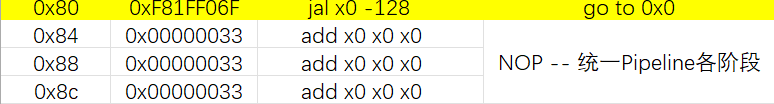 0x80 0xF81FF06F jal x0 -128 go to 0x0
0x84 0x00000033 add x0 x0 x0
0x88 0x00000033 add x0 x0 x0 NOP -- 统一Pipeline各阶段
0x8c 0x00000033 add x0 x0 x0